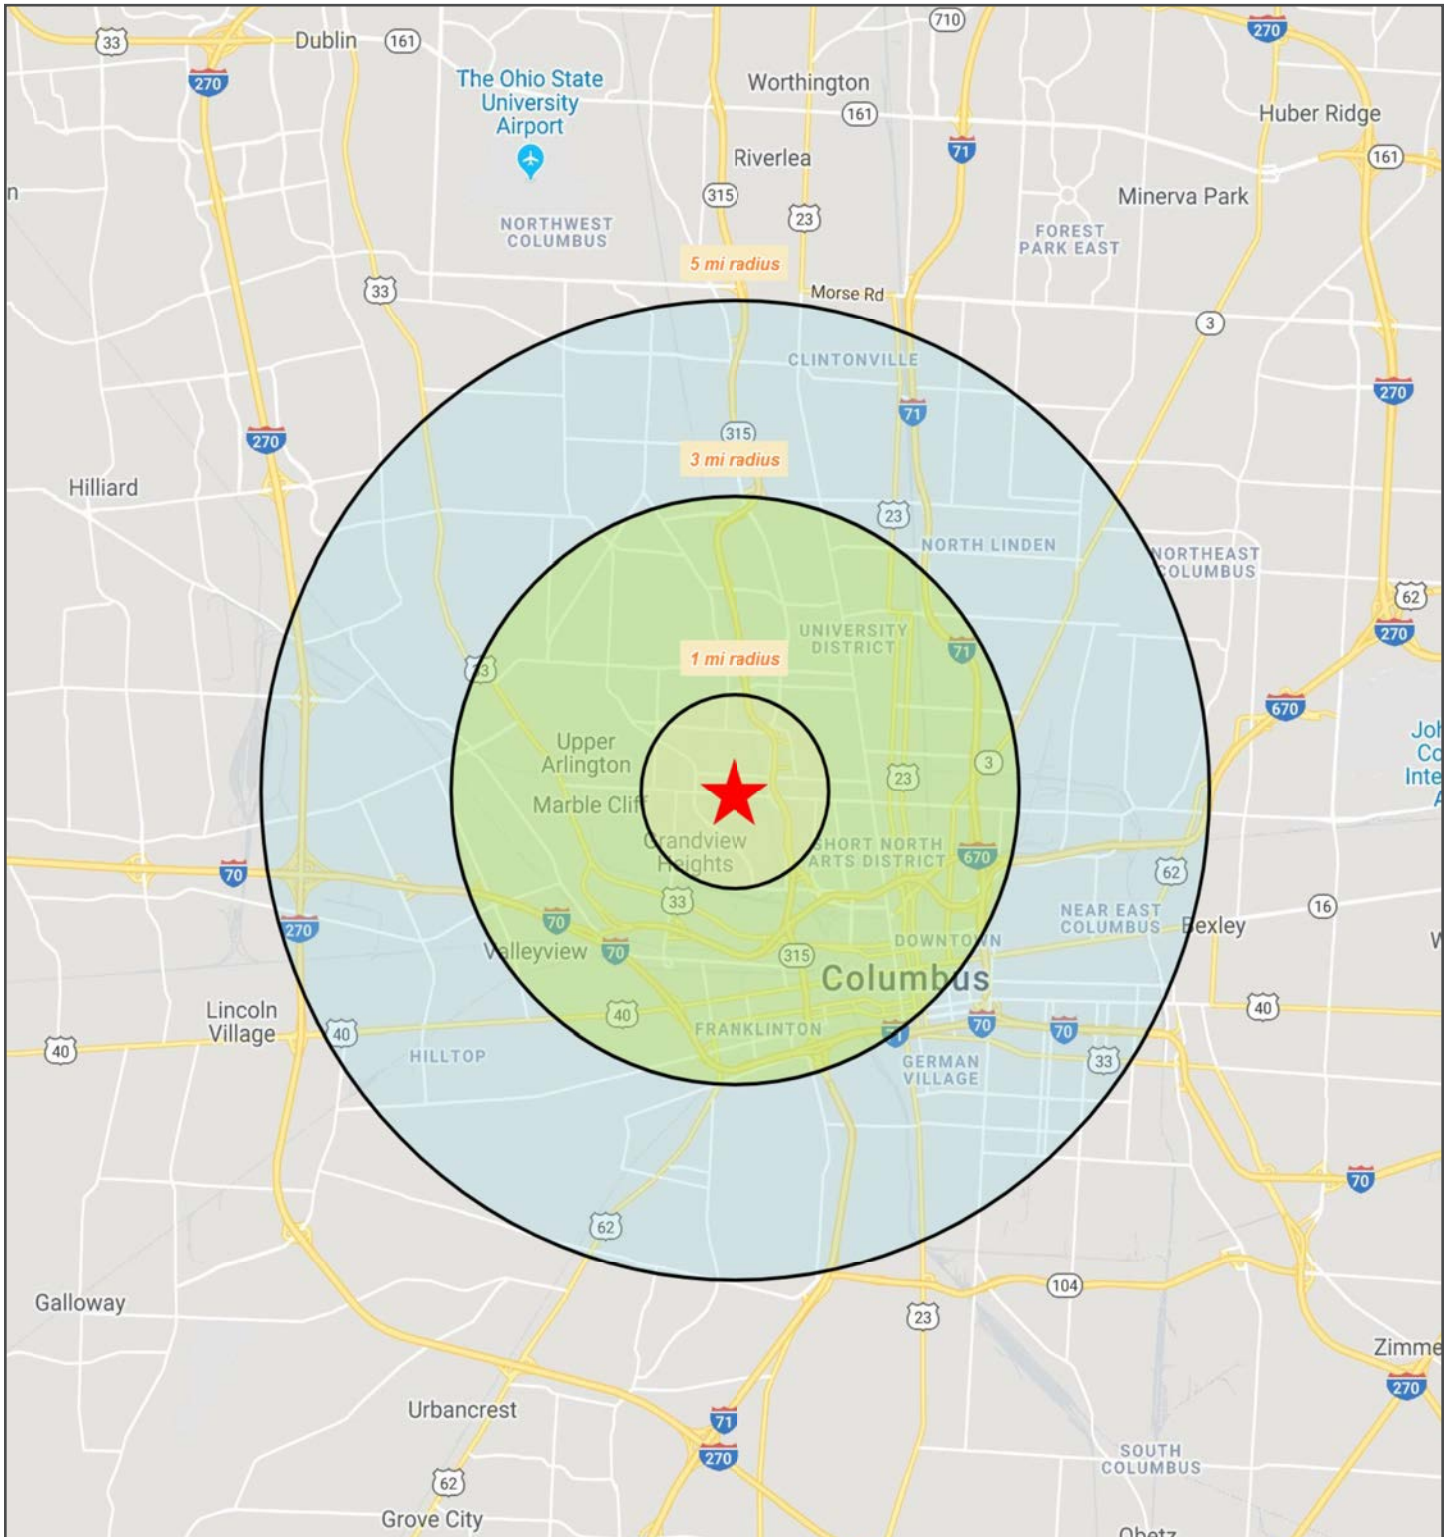 710
270
33
Dublin
161
270
The Ohio State
University
Airport
Worthington
161
Huber Ridge
71
161
Riverlea
n
315
23
Minerva Park
NORTHWEST
COLUMBUS
FOREST
PARK EAST
5 mi radius
33
Morse Rd
3
CLINTONVILLE
270
71
315
270
3 mi radius
Hilliard
23
NORTH LINDEN
NORTHEAST
COLUMBUS
62
270
UNIVERSITY
DISTRICT
71
1 mi radius
33
670
Upper
Arlington
3
23
Marble Cliff
Grandview
Heights
SHORT NORTH
ARTS DISTRICT
670
70
62
33
16
70
NEAR EAST
COLUMBUS
Bexley
270
DOWNTOWN
Valleyview
70
315
Columbus
Lincoln
Village
40
40
40
FRANKLINTON
70
70
40
HILLTOP
GERMAN
VILLAGE
33
70
62
104
Galloway
23
Zimme
270
Urbancrest
71
270
SOUTH
COLUMBUS
62
Grove City